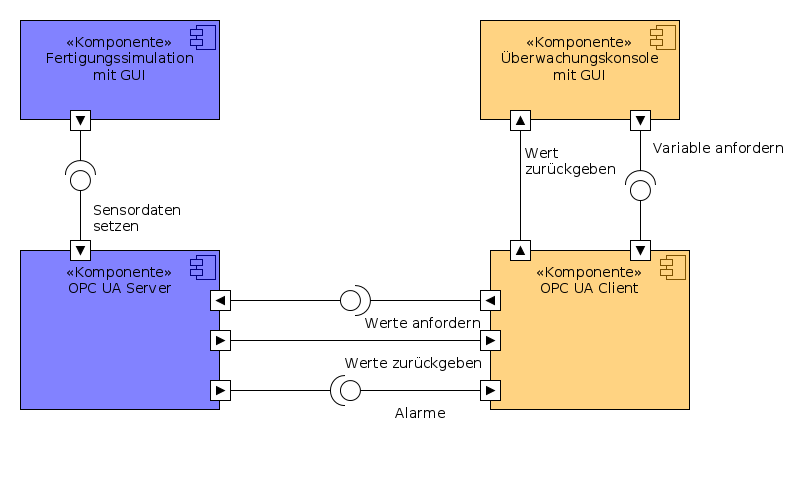 «Komponente»
Fertigungssimulation
mit GUI
«Komponente»
Überwachungskonsole
mit GUI
Wert
zurückgeben
Variable anfordern
Sensordaten
setzen
«Komponente»
OPC UA Server
«Komponente»
OPC UA Client
Werte anfordern
Werte zurückgeben
Alarme